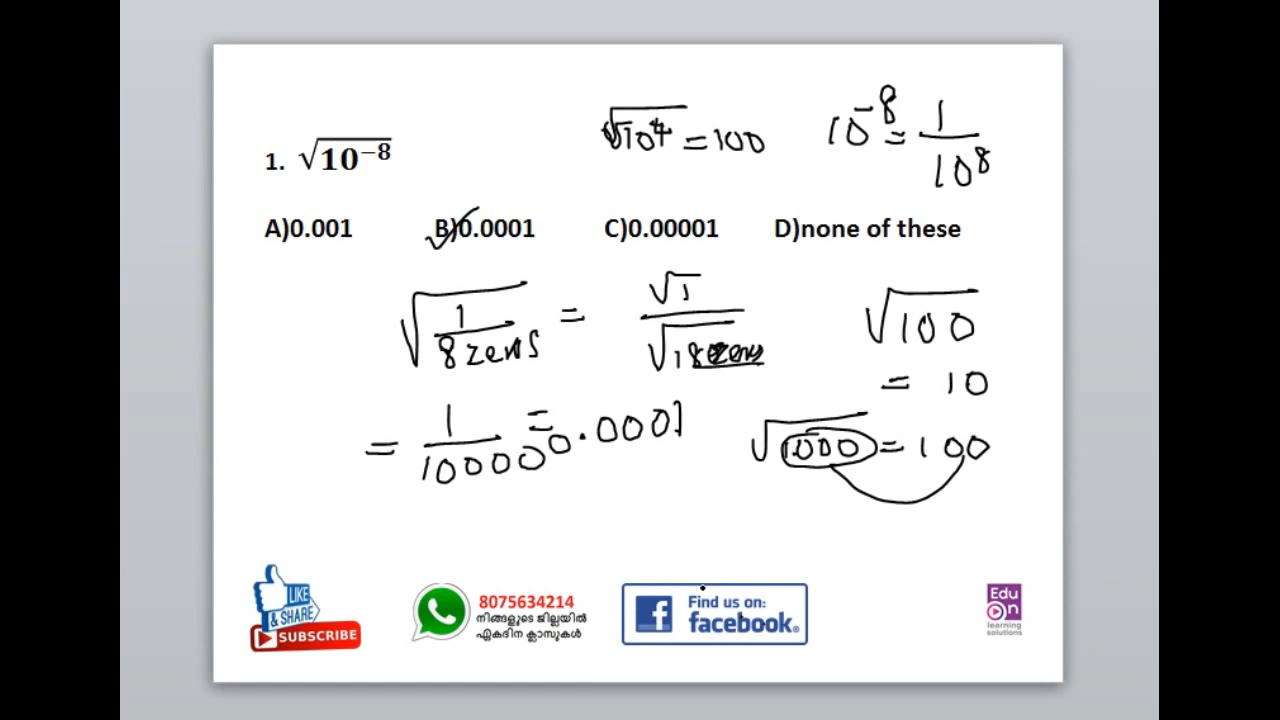 1. √10⁻⁸
√10⁴ = 100
10⁻⁸ = 1/10⁸
A)0.001 B)0.0001 C)0.00001 D)none of these
√(1/8 zeros) = √1/√1 8 zeros
√100
= 10
= 1/10000 = 0.0001
√1000 = 100
LIKE
& SHARE
SUBSCRIBE
8075634214
നിങ്ങളുടെ ജില്ലയിൽ
ഏകദിന ക്ലാസുകൾ
Find us on:
facebook.
Edu
On
learning
solutions